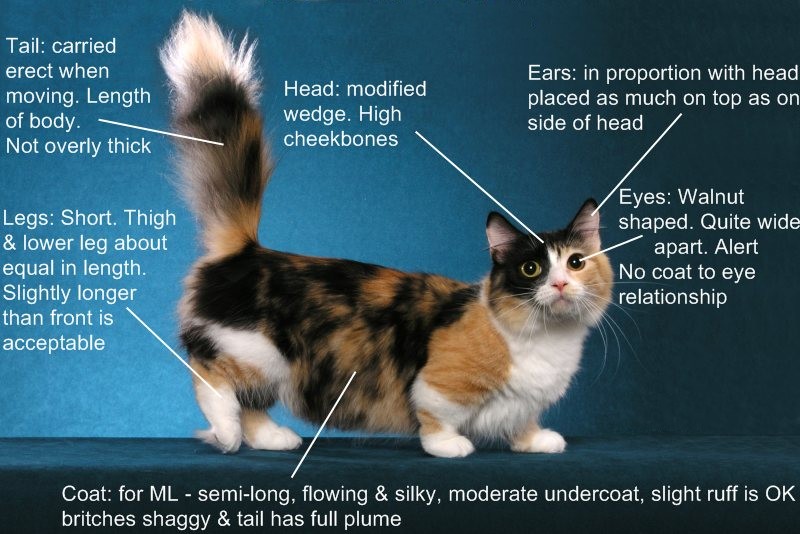 Tail: carried
erect when
moving. Length
of body.
Not overly thick
Head: modified
wedge. High
cheekbones
Ears: in proportion with head
placed as much on top as on
side of head
Eyes: Walnut
shaped. Quite wide
apart. Alert
No coat to eye
relationship
Legs: Short. Thigh
& lower leg about
equal in length.
Slightly longer
than front is
acceptable
Coat: for ML - semi-long, flowing & silky, moderate undercoat, slight ruff is OK
britches shaggy & tail has full plume